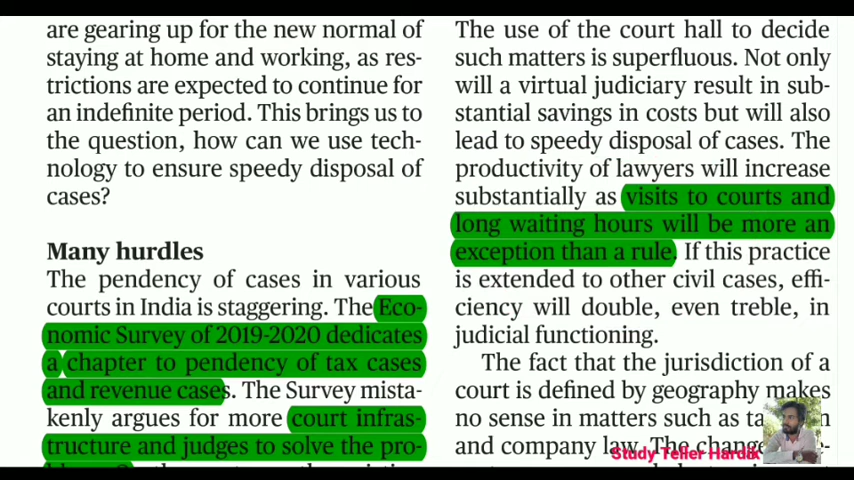 are gearing up for the new normal of
staying at home and working, as res-
trictions are expected to continue for
an indefinite period. This brings us to
the question, how can we use tech-
nology to ensure speedy disposal of
cases?
Many hurdles
The pendency of cases in various
courts in India is staggering. The Eco-
nomic Survey of 2019-2020 dedicates
a chapter to pendency of tax cases
and revenue cases. The Survey mista-
kenly argues for more court infras-
tructure and judges to solve the pro-
The use of the court hall to decide
such matters is superfluous. Not only
will a virtual judiciary result in sub-
stantial savings in costs but will also
lead to speedy disposal of cases. The
productivity of lawyers will increase
substantially as visits to courts and
long waiting hours will be more an
exception than a rule. If this practice
is extended to other civil cases, effi-
ciency will double, even treble, in
judicial functioning.
The fact that the jurisdiction of a
court is defined by geography makes
no sense in matters such as
and company law. The change
Study Teller Hardik